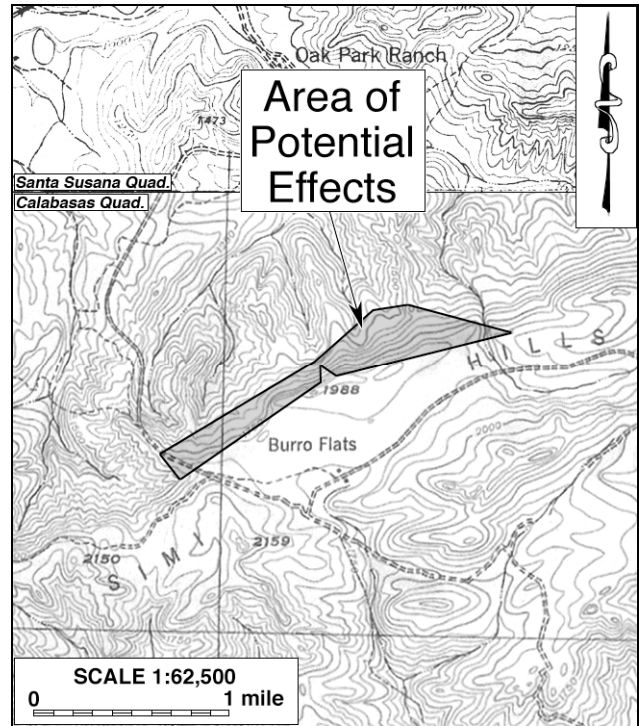 Oak Park Ranch
Area of
Potential
Effects
1473
Santa Susana Quad.
Calabasas Quad.
HILLS
1988
2000
Burro Flats
2159
2150
SIMI
SCALE 1:62,500
0 1 mile